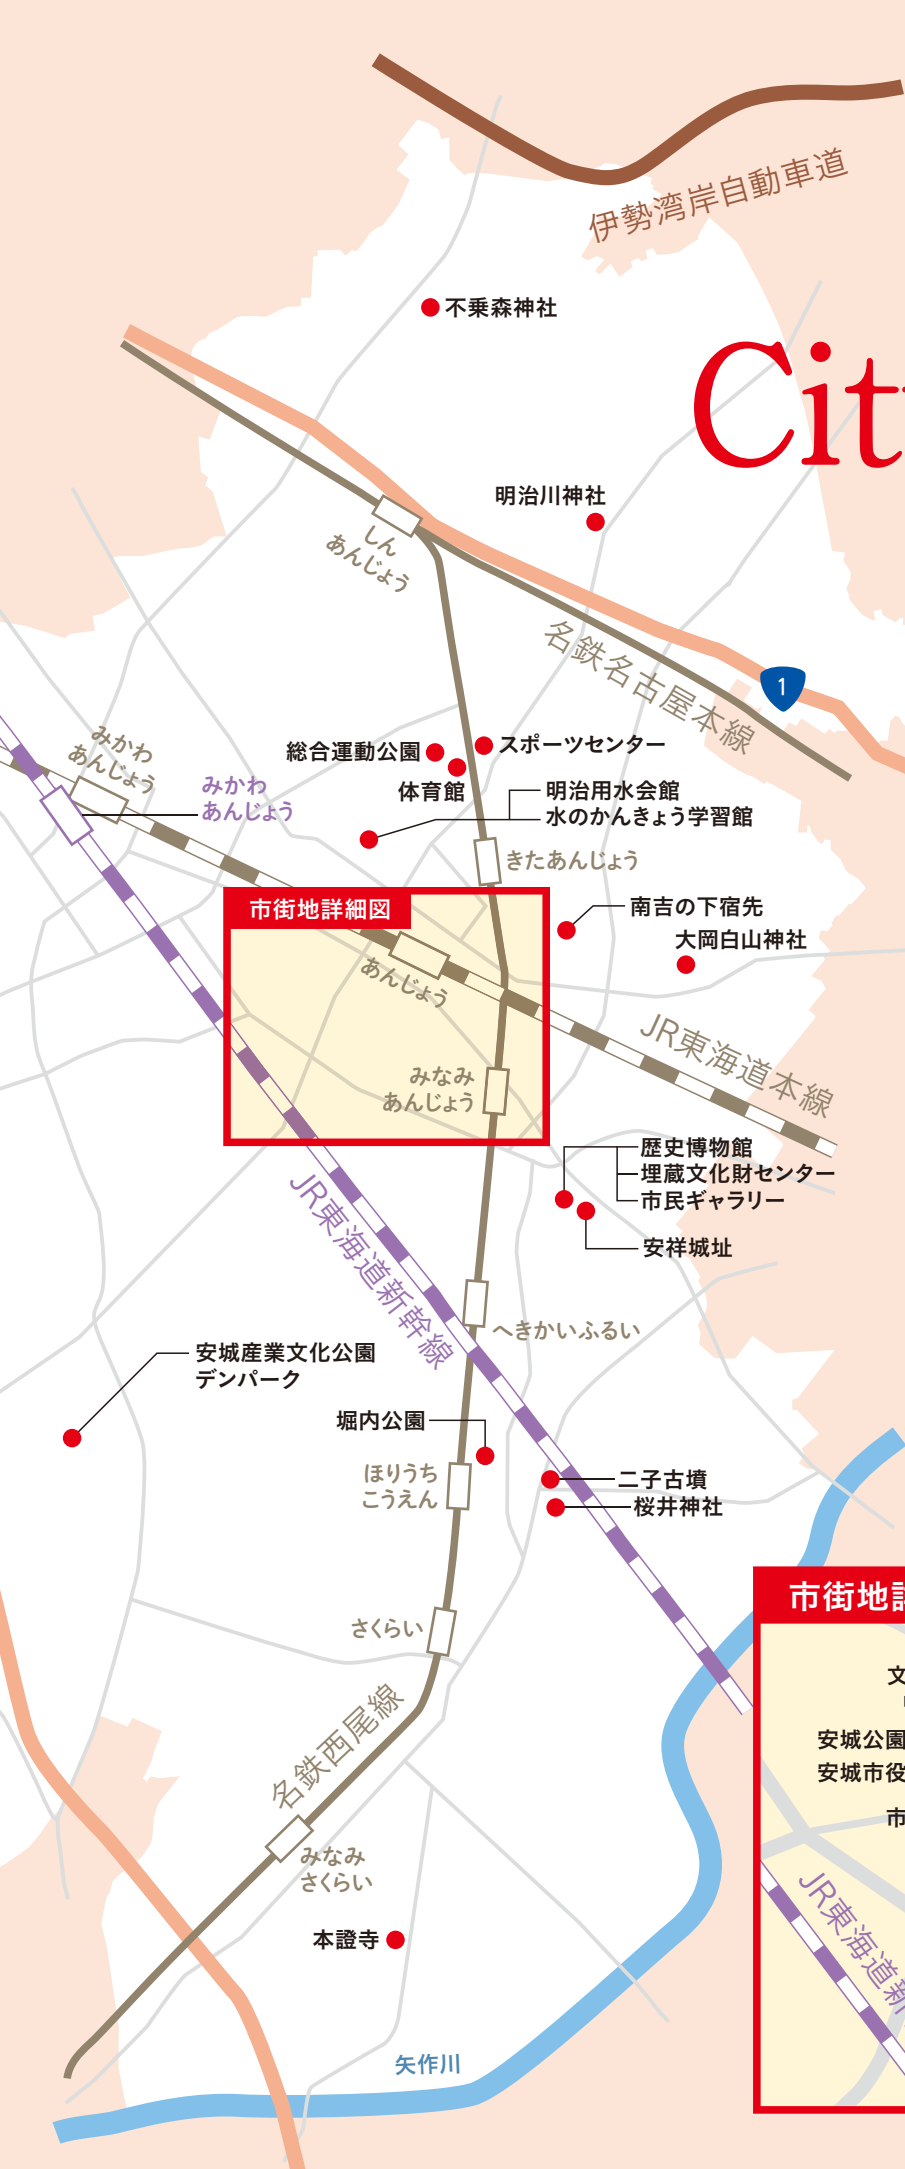 伊勢湾岸自動車道
不乗森神社
Cit
明治川神社
しん
あんじょう
名鉄名古屋本線
1
みかわ
あんじょう
みかわ
あんじょう
総合運動公園
スポーツセンター
体育館
明治用水会館
水のかんきょう学習館
きたあんじょう
市街地詳細図
南吉の下宿先
大岡白山神社
あんじょう
JR東海道本線
みなみ
あんじょう
歴史博物館
埋蔵文化財センター
市民ギャラリー
安祥城址
JR東海道新幹線
へきかいふるい
安城産業文化公園
デンパーク
堀内公園
ほりうち
こうえん
二子古墳
桜井神社
さくらい
市街地詳
文
安城公園
安城市役
市
名鉄西尾線
みなみ
さくらい
JR東海道新
本證寺
矢作川